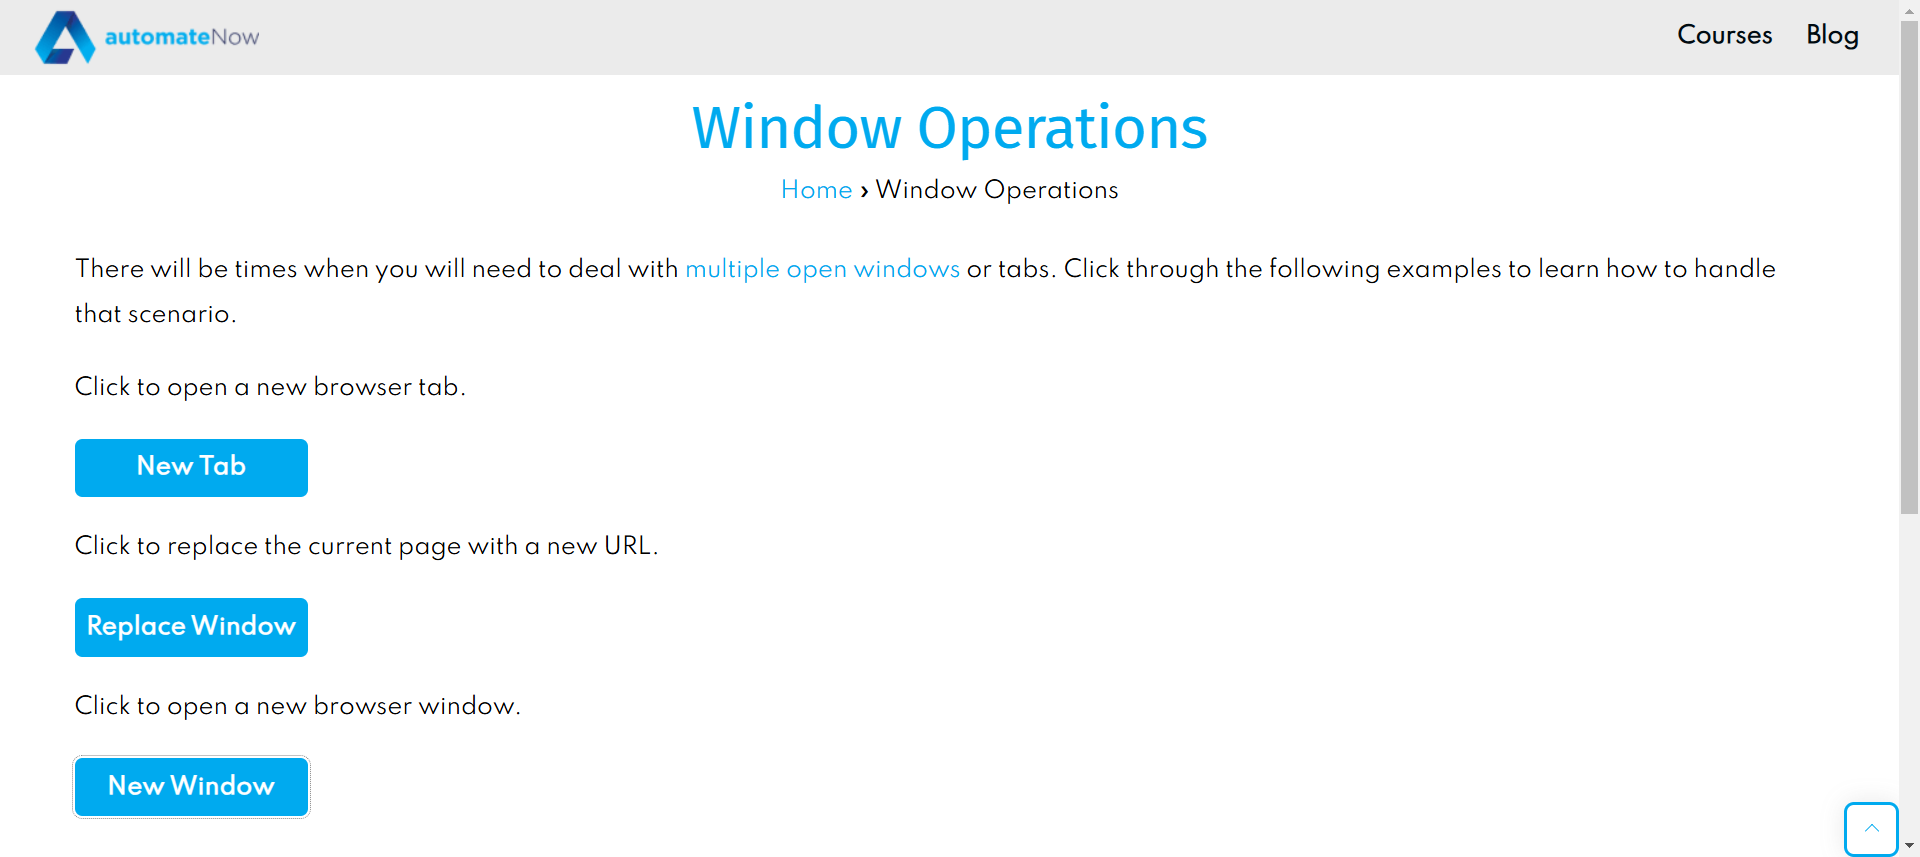 automateNow
Courses Blog
Window Operations
Home › Window Operations
There will be times when you will need to deal with multiple open windows or tabs. Click through the following examples to learn how to handle
that scenario.
Click to open a new browser tab.
New Tab
Click to replace the current page with a new URL.
Replace Window
Click to open a new browser window.
New Window